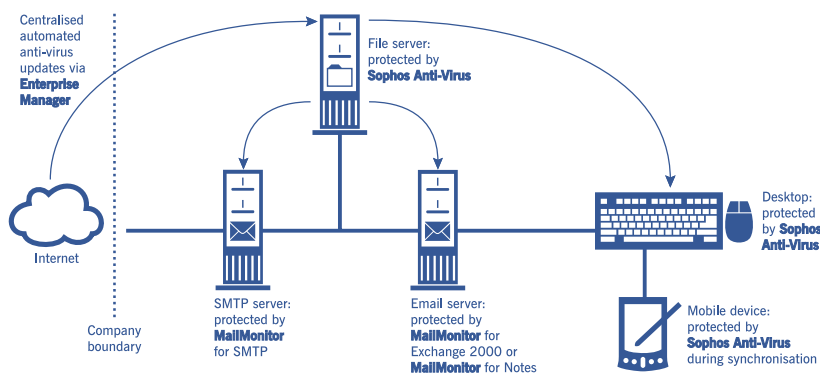 Centralised
automated
anti-virus
updates via
Enterprise
Manager
File server:
protected by
Sophos Anti-Virus
Internet
Company
boundary
SMTP server:
protected by
MailMonitor
for SMTP
Email server:
protected by
MailMonitor for
Exchange 2000 or
MailMonitor for Notes
Desktop:
protected
by Sophos
Anti-Virus
Mobile device:
protected by
Sophos Anti-Virus
during synchronisation